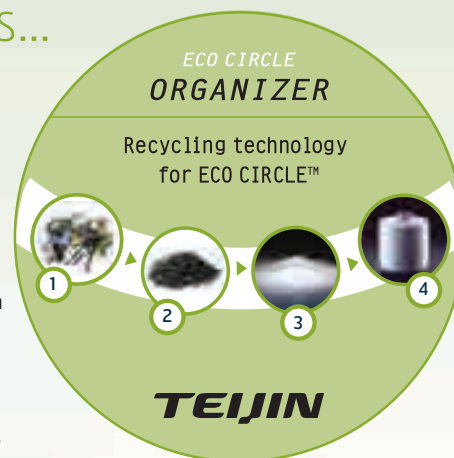 S...
ECO CIRCLE
ORGANIZER
Recycling technology
for ECO CIRCLE™
1
2
3
4
TEIJIN